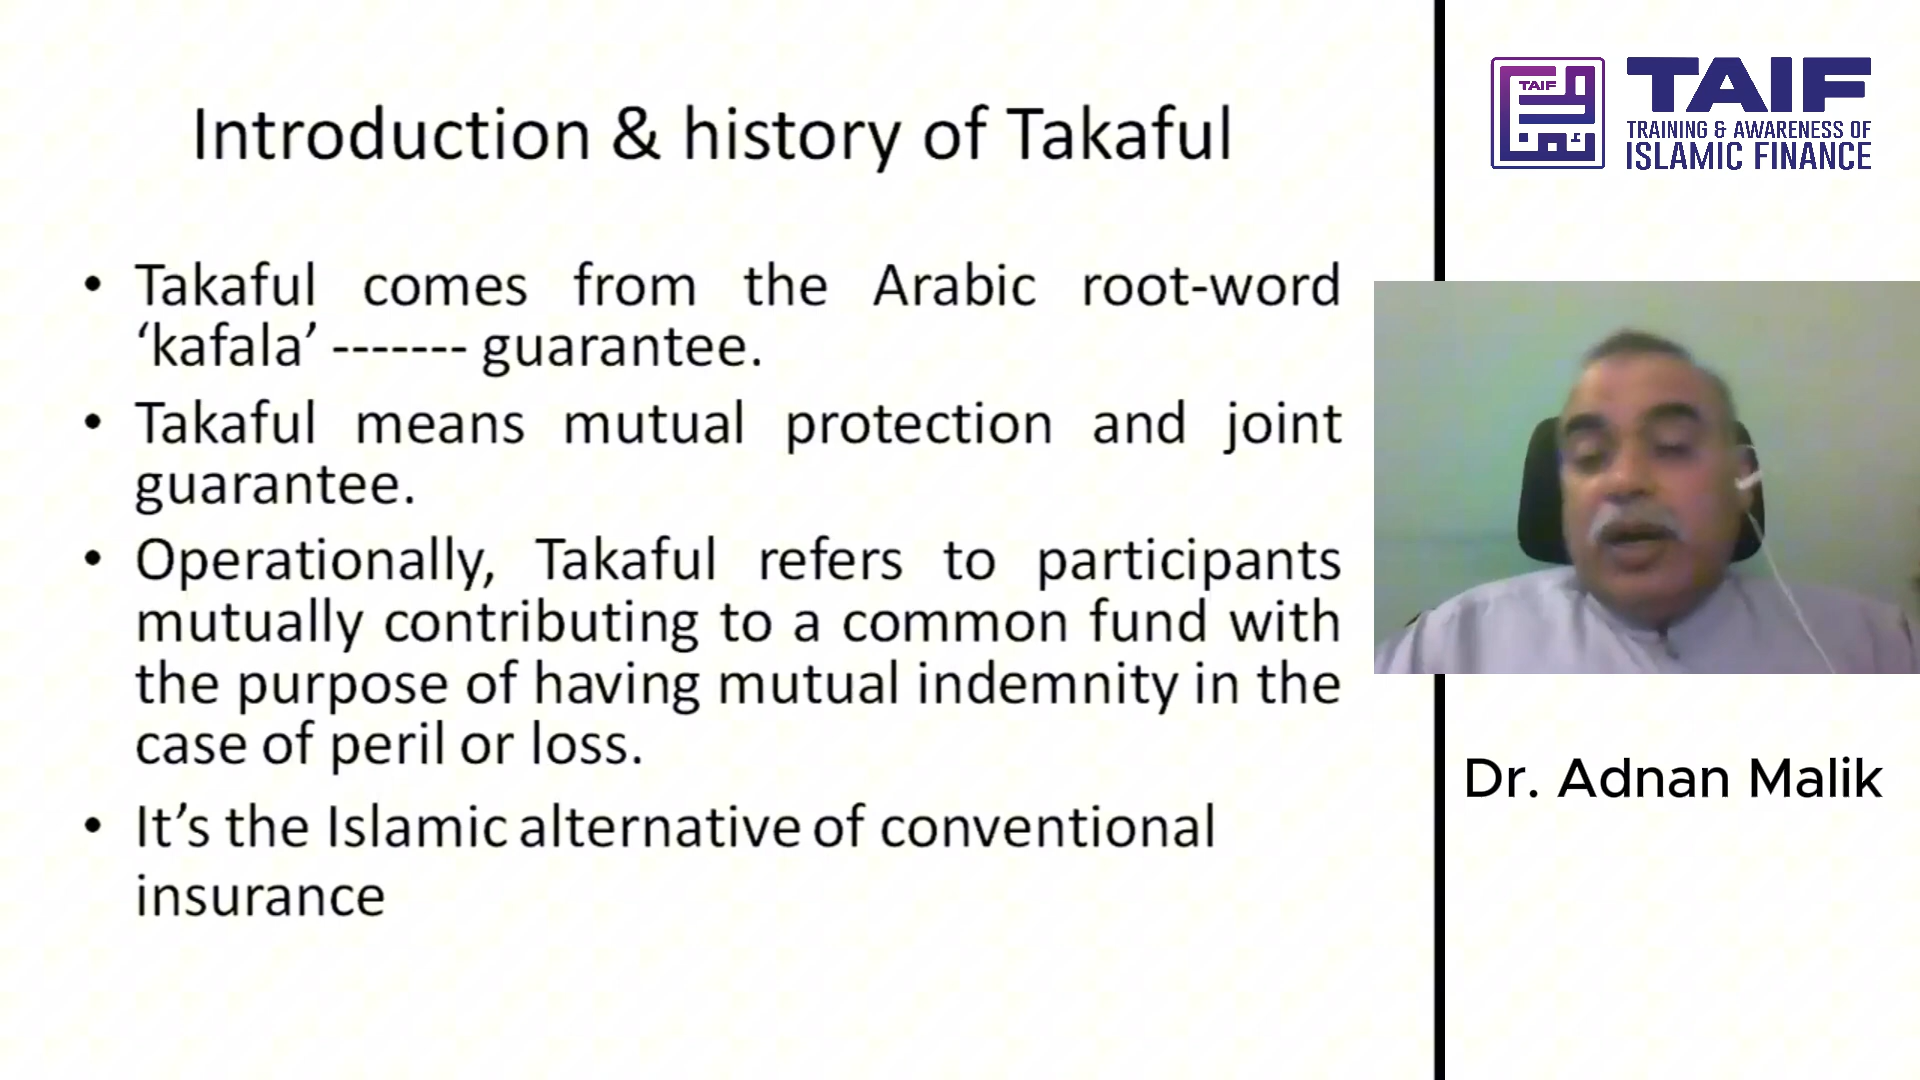 Introduction & history of Takaful
• Takaful comes from the Arabic root-word
‘kafala’ ------- guarantee.
• Takaful means mutual protection and joint
guarantee.
• Operationally, Takaful refers to participants
mutually contributing to a common fund with
the purpose of having mutual indemnity in the
case of peril or loss.
• It’s the Islamic alternative of conventional
insurance
TAIF
TAIF
TRAINING & AWARENESS OF
ISLAMIC FINANCE
Dr. Adnan Malik